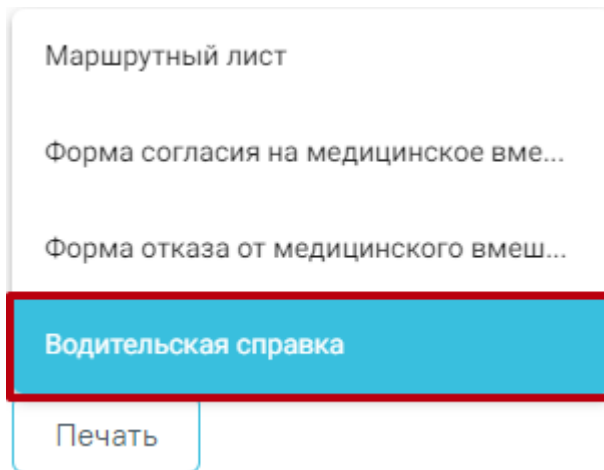 Маршрутный лист
Форма согласия на медицинское вме...
Форма отказа от медицинского вмеш...
Водительская справка
Печать